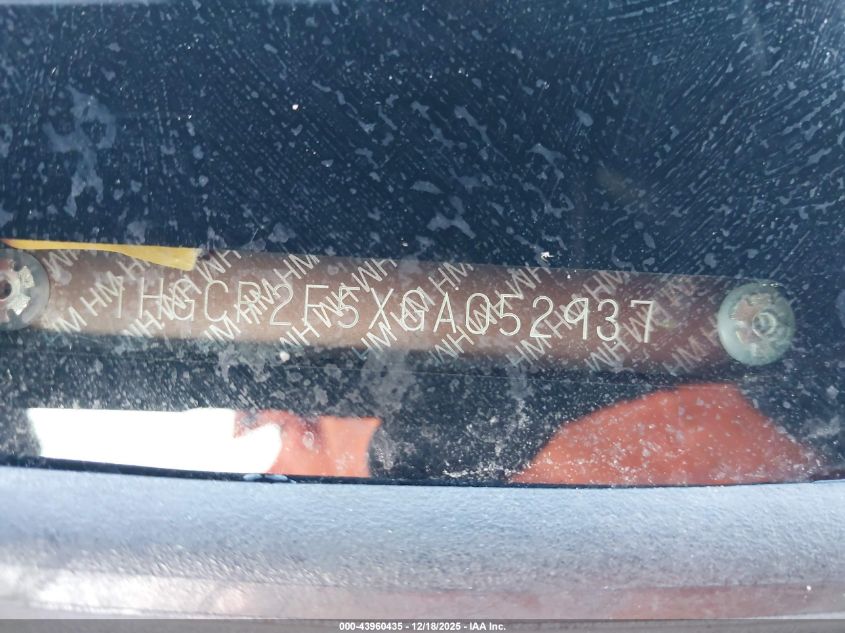 1HGCR2F5XGA052937
000-43960435 - 12/18/2025 - IAA Inc.